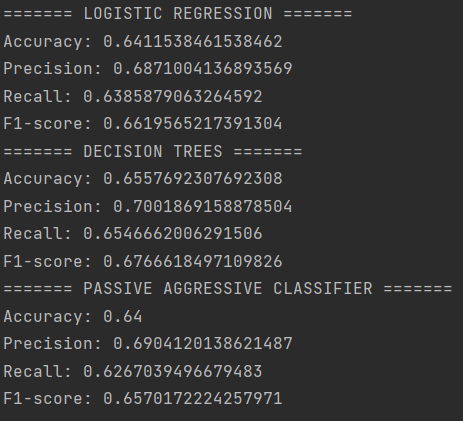 ======= LOGISTIC REGRESSION =======
Accuracy: 0.6411538461538462
Precision: 0.6871004136893569
Recall: 0.6385879063264592
F1-score: 0.6619565217391304
======= DECISION TREES =======
Accuracy: 0.6557692307692308
Precision: 0.7001869158878504
Recall: 0.6546662006291506
F1-score: 0.6766618497109826
======= PASSIVE AGGRESSIVE CLASSIFIER =======
Accuracy: 0.64
Precision: 0.6904120138621487
Recall: 0.6267039496679483
F1-score: 0.6570172224257971